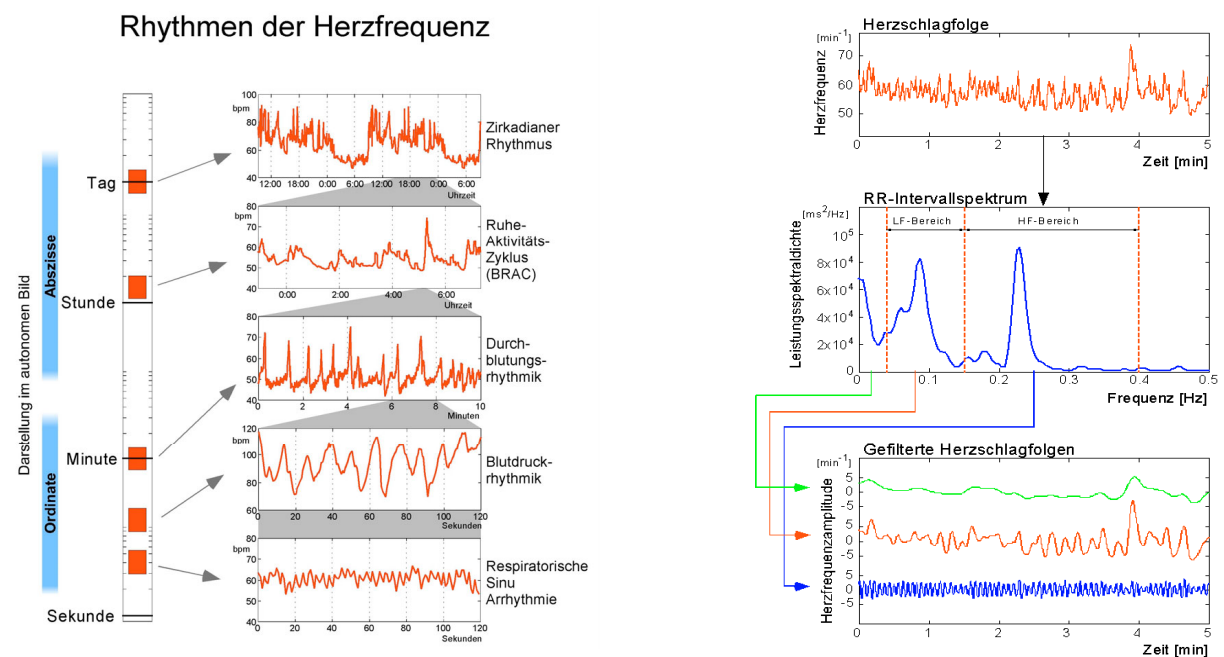 Rhythmen der Herzfrequenz
Darstellung im autonomen Bild
Abszisse
Ordinate
Tag
Stunde
Minute
Sekunde
100
bpm
80
60
40
12:00 18:00 0:00 6:00 12:00 18:00 0:00 6:00
Uhrzeit
Zirkadianer
Rhythmus
80
bpm
70
60
50
40
0:00 2:00 4:00 6:00
Uhrzeit
Ruhe-
Aktivitäts-
Zyklus
(BRAC)
80
70
60
50
40
0 2 4 6 8 10
Minuten
Durch-
blutungs-
rhythmik
120
bpm
100
80
60
0 20 40 60 80 100 120
Sekunden
Blutdruck-
rhythmik
90
bpm
80
70
60
50
40
0 20 40 60 80 100 120
Sekunden
Respiratorische
Sinu
Arrhythmie
Herzschlagfolge
[min-1]
Herzfrequenz
70
60
50
0 1 2 3 4 5
Zeit [min]
RR-Intervallspektrum
[ms²/Hz]
LF-Bereich
HF-Bereich
Leistungsspektraldichte
10⁵
8x10⁴
6x10⁴
4x10⁴
2x10⁴
0
0 0.1 0.2 0.3 0.4 0.5
Frequenz [Hz]
Gefilterte Herzschlagfolgen
[min-1]
Herzfrequenzamplitude
5
0
5
-5
5
-5
0 1 2 3 4 5
Zeit [min]